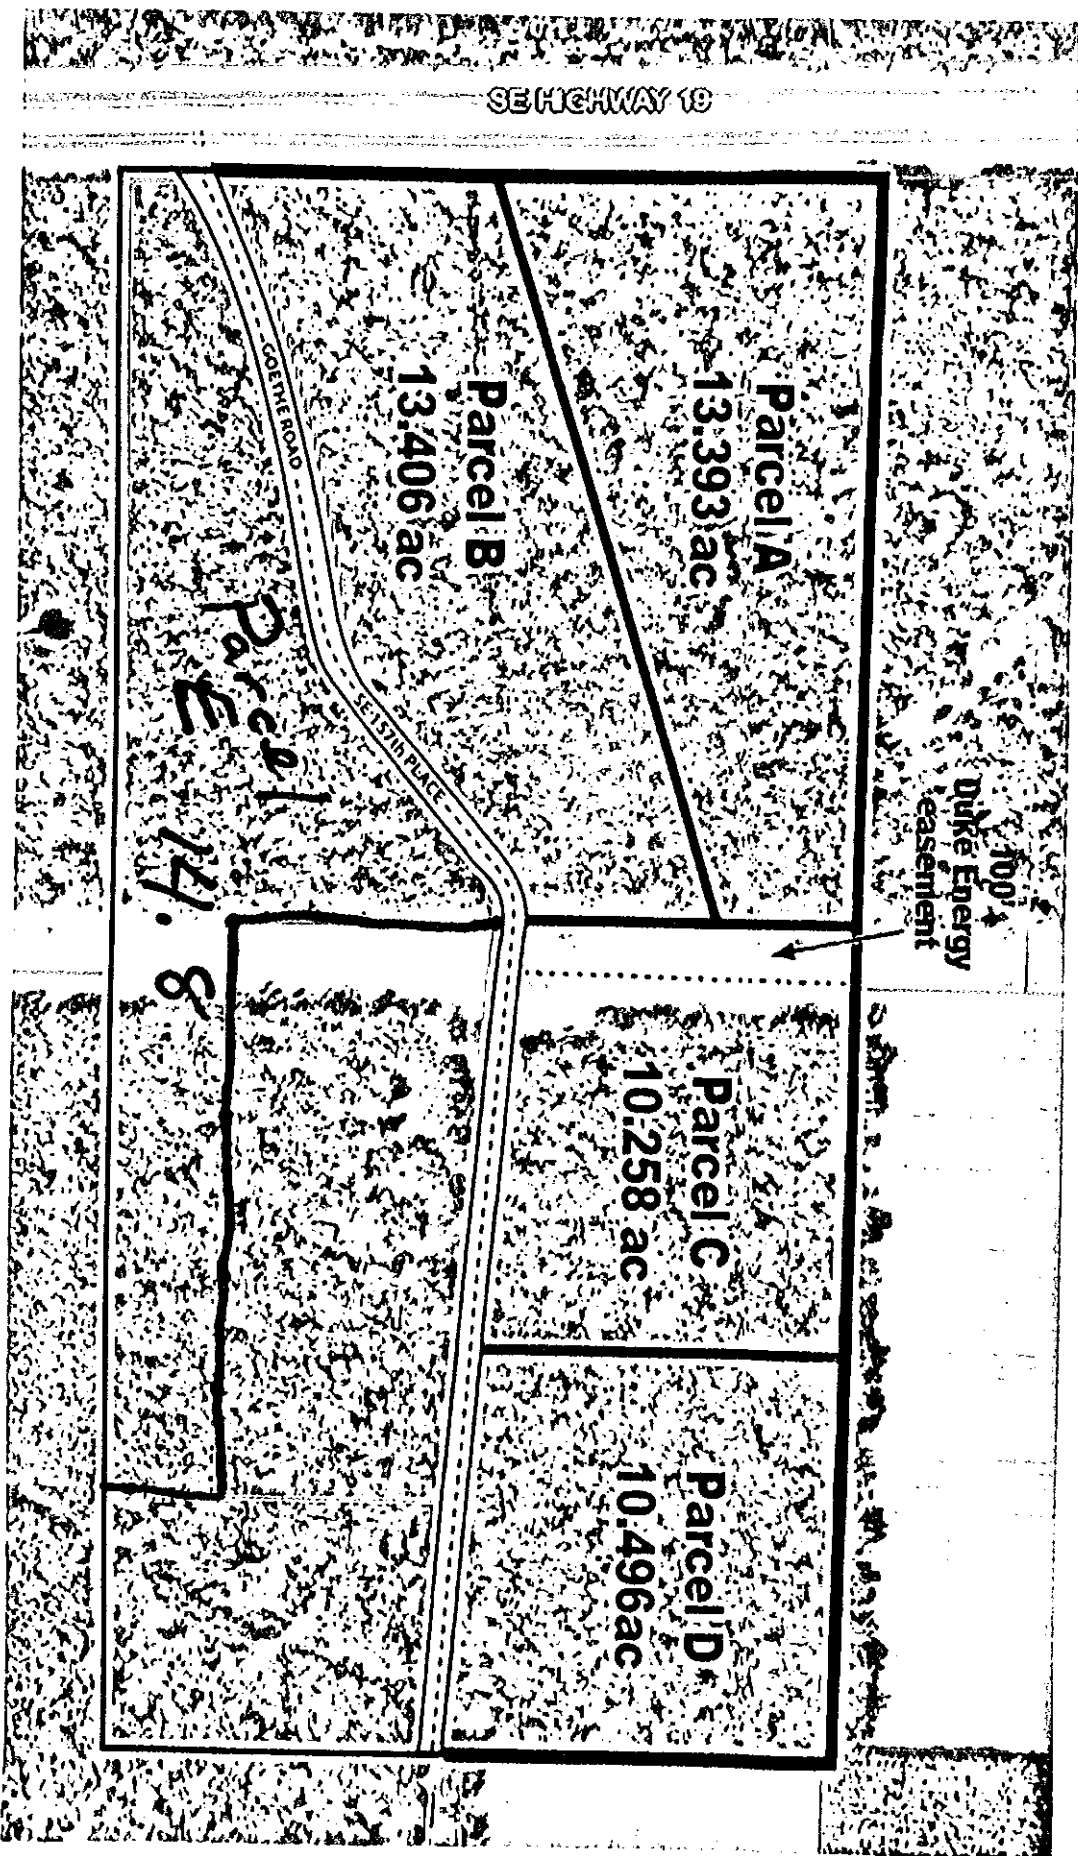 SE HIGHWAY 19
Parcel A
13.393 ac
Parcel B
13.406 ac
GOETHE ROAD
SE 157th PLACE
Parcel
E 14.8
100'
Duke Energy
easement
Parcel C
10.258 ac
Parcel D
10.496ac